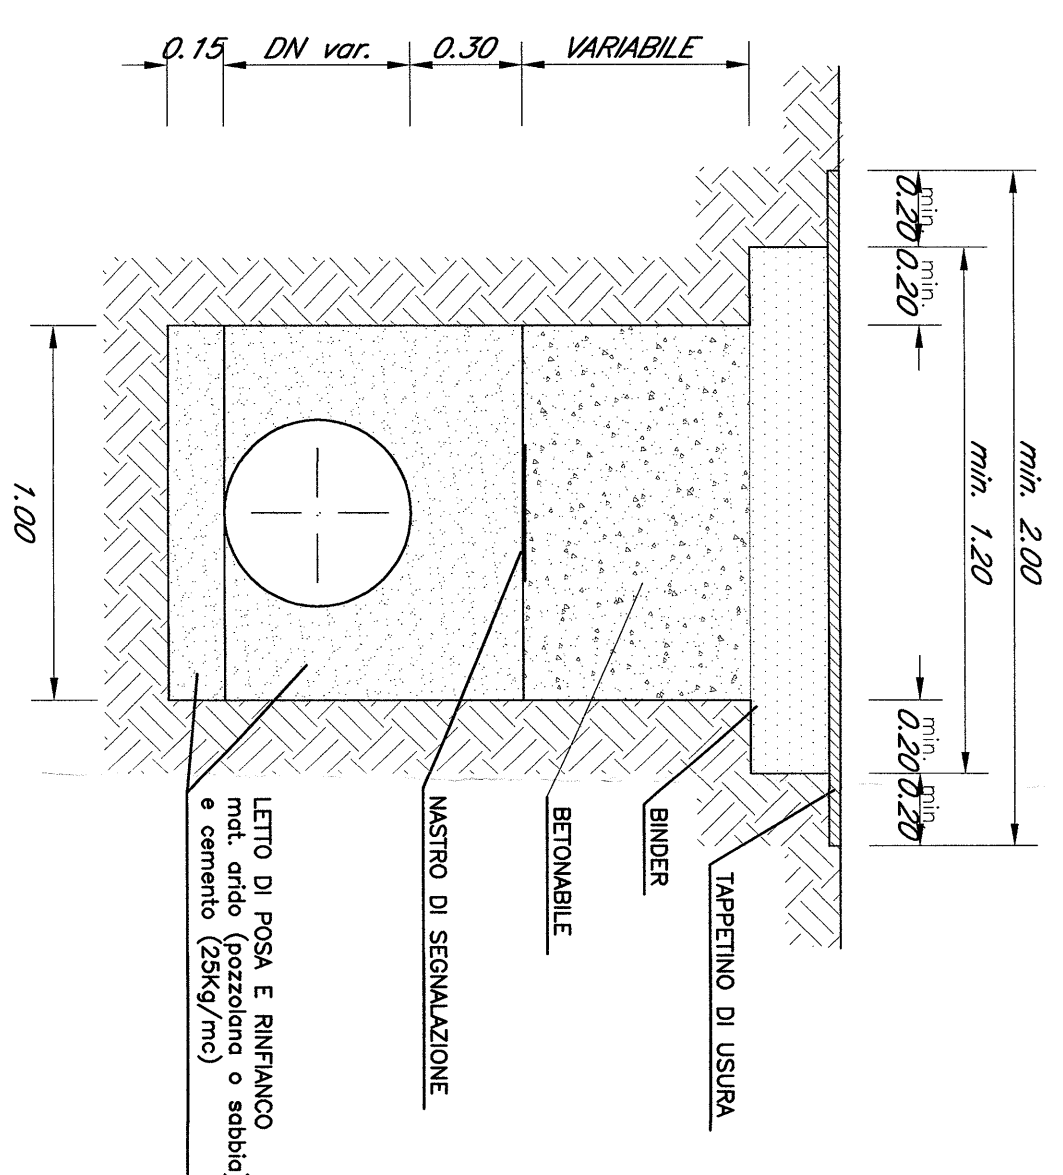 min. 2.00
min. 1.20
min.
0.20
min.
0.20
min.
0.20
min.
0.20
VARIABILE
0.30
DN var.
0.15
1.00
TAPPETINO DI USURA
BINDER
BETONABILE
NASTRO DI SEGNALAZIONE
LETTO DI POSA E RINFIANCO
mat. arido (pozzolana o sabbia)
e cemento (25Kg/mc)